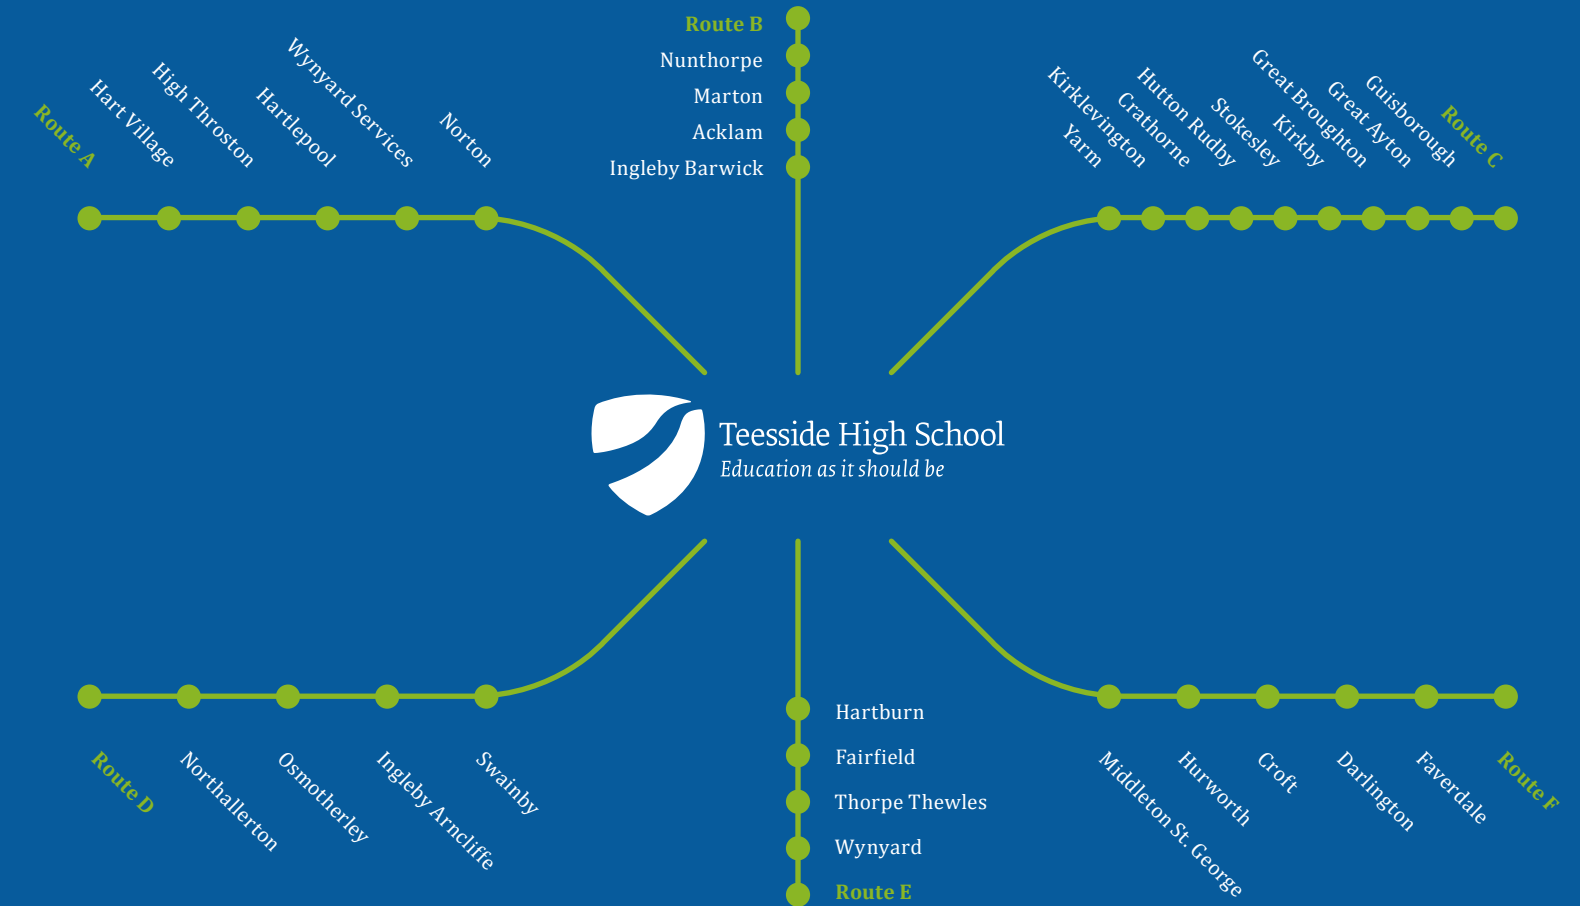 Route A
Hart Village
High Throston
Hartlepool
Wynyard Services
Norton
Route B
Nunthorpe
Marton
Acklam
Ingleby Barwick
Yarm
Kirklevington
Crathorne
Hutton Rudby
Stokesley
Kirkby
Great Broughton
Great Ayton
Guisborough
Route C
Teesside High School
Education as it should be
Route D
Northallerton
Osmotherley
Ingleby Arncliffe
Swainby
Hartburn
Fairfield
Thorpe Thewles
Wynyard
Route E
Middleton St. George
Hurworth
Croft
Darlington
Faverdale
Route F